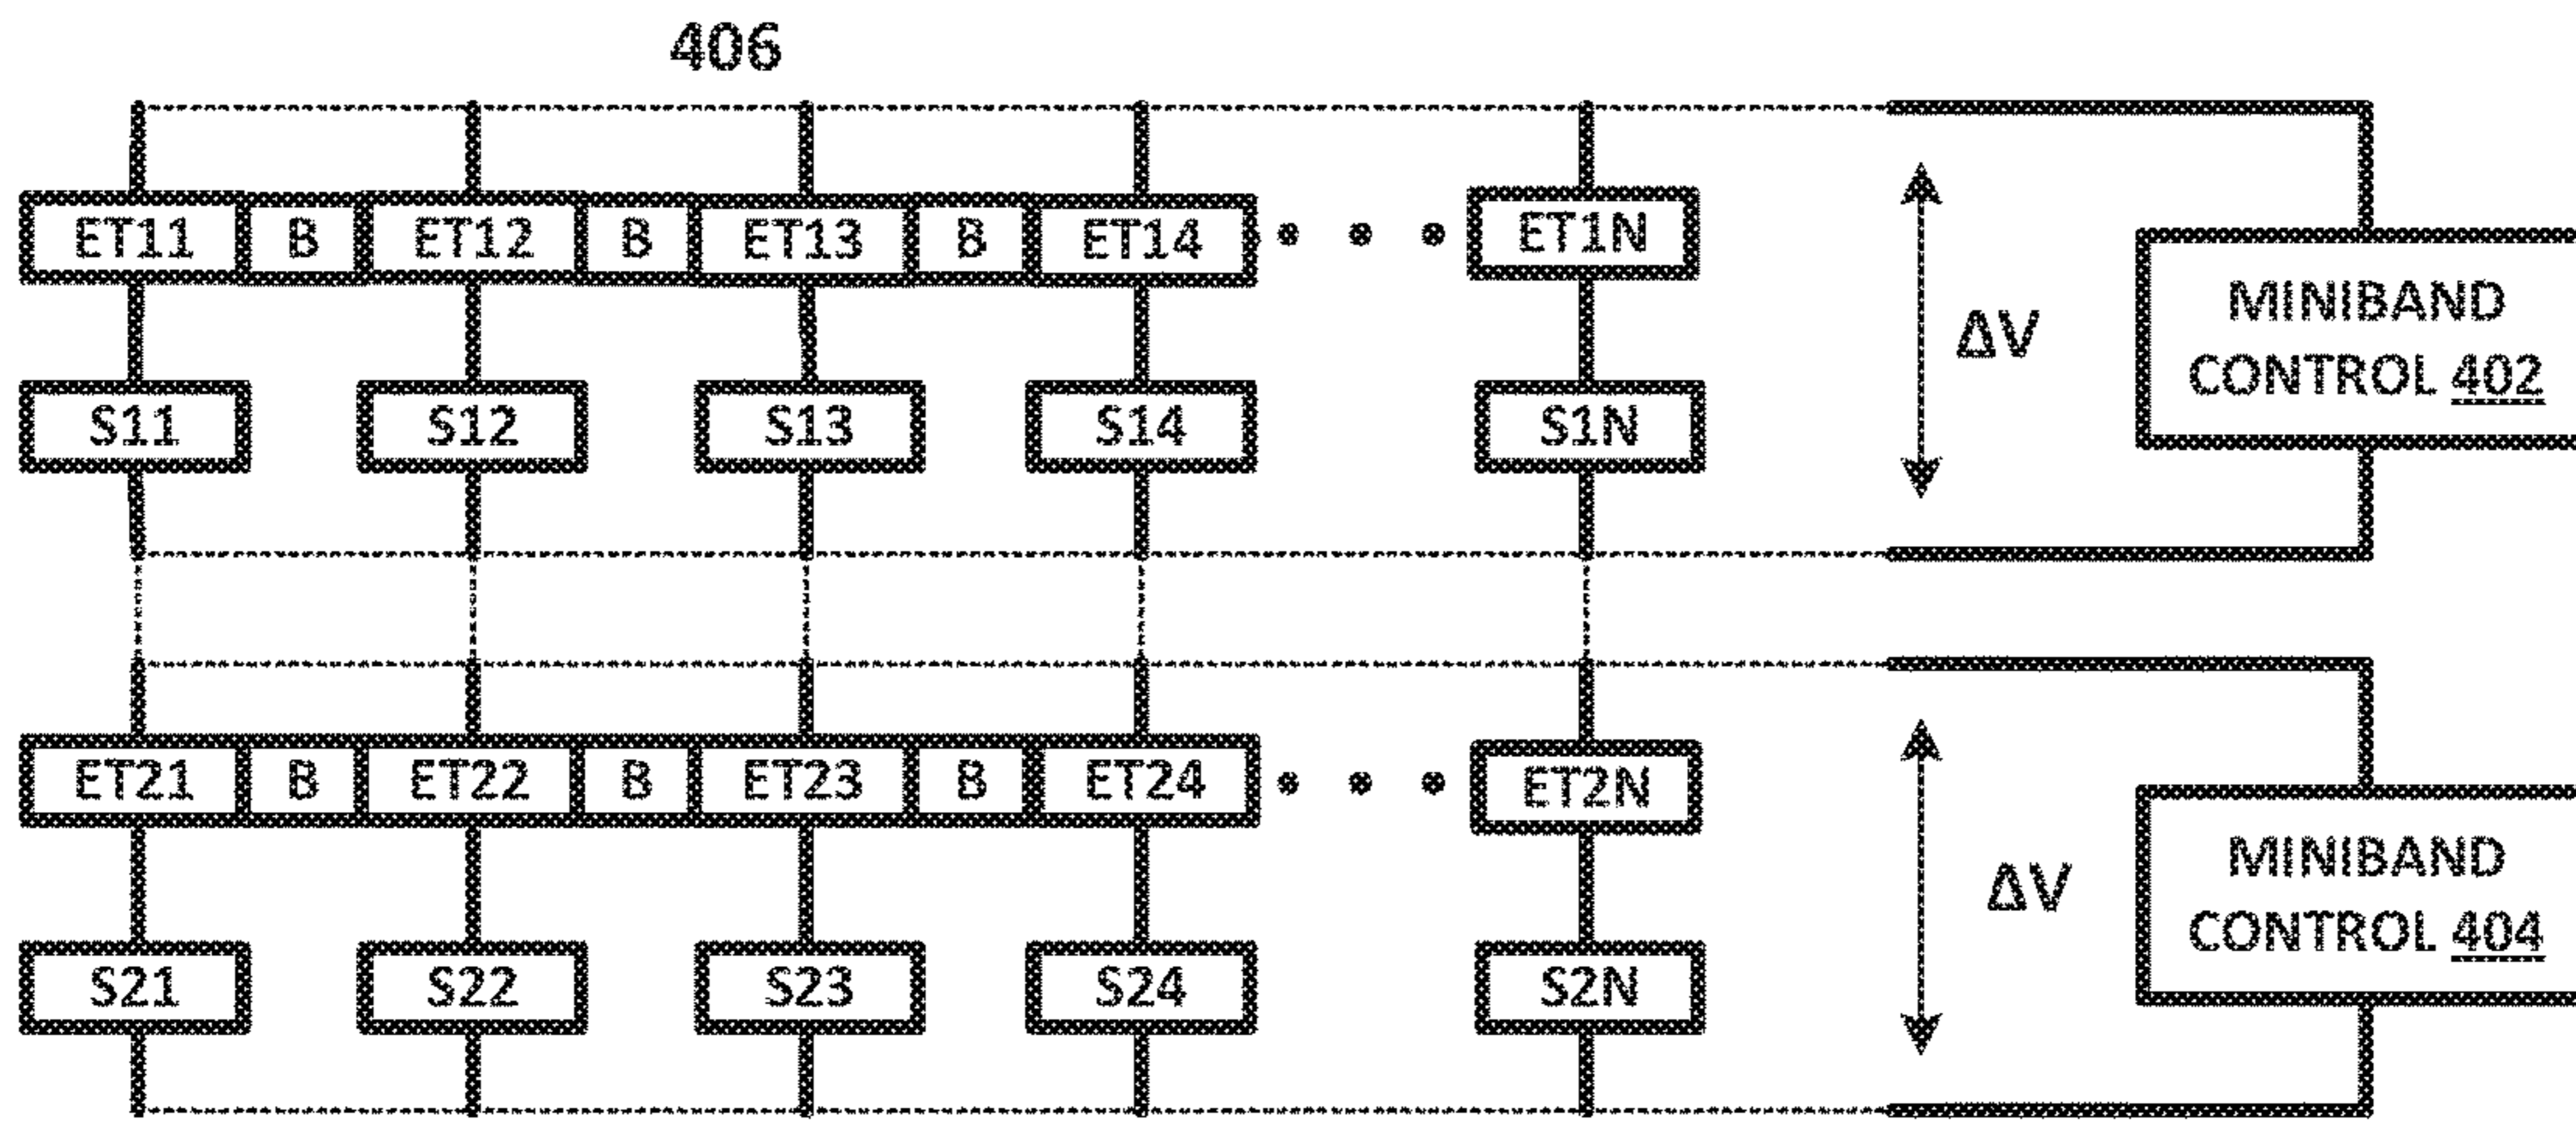 406
ET11 B ET12 B ET13 B ET14 • • • ET1N
S11 S12 S13 S14 S1N
ΔV
MINIBAND
CONTROL 402
ET21 B ET22 B ET23 B ET24 • • • ET2N
S21 S22 S23 S24 S2N
ΔV
MINIBAND
CONTROL 404